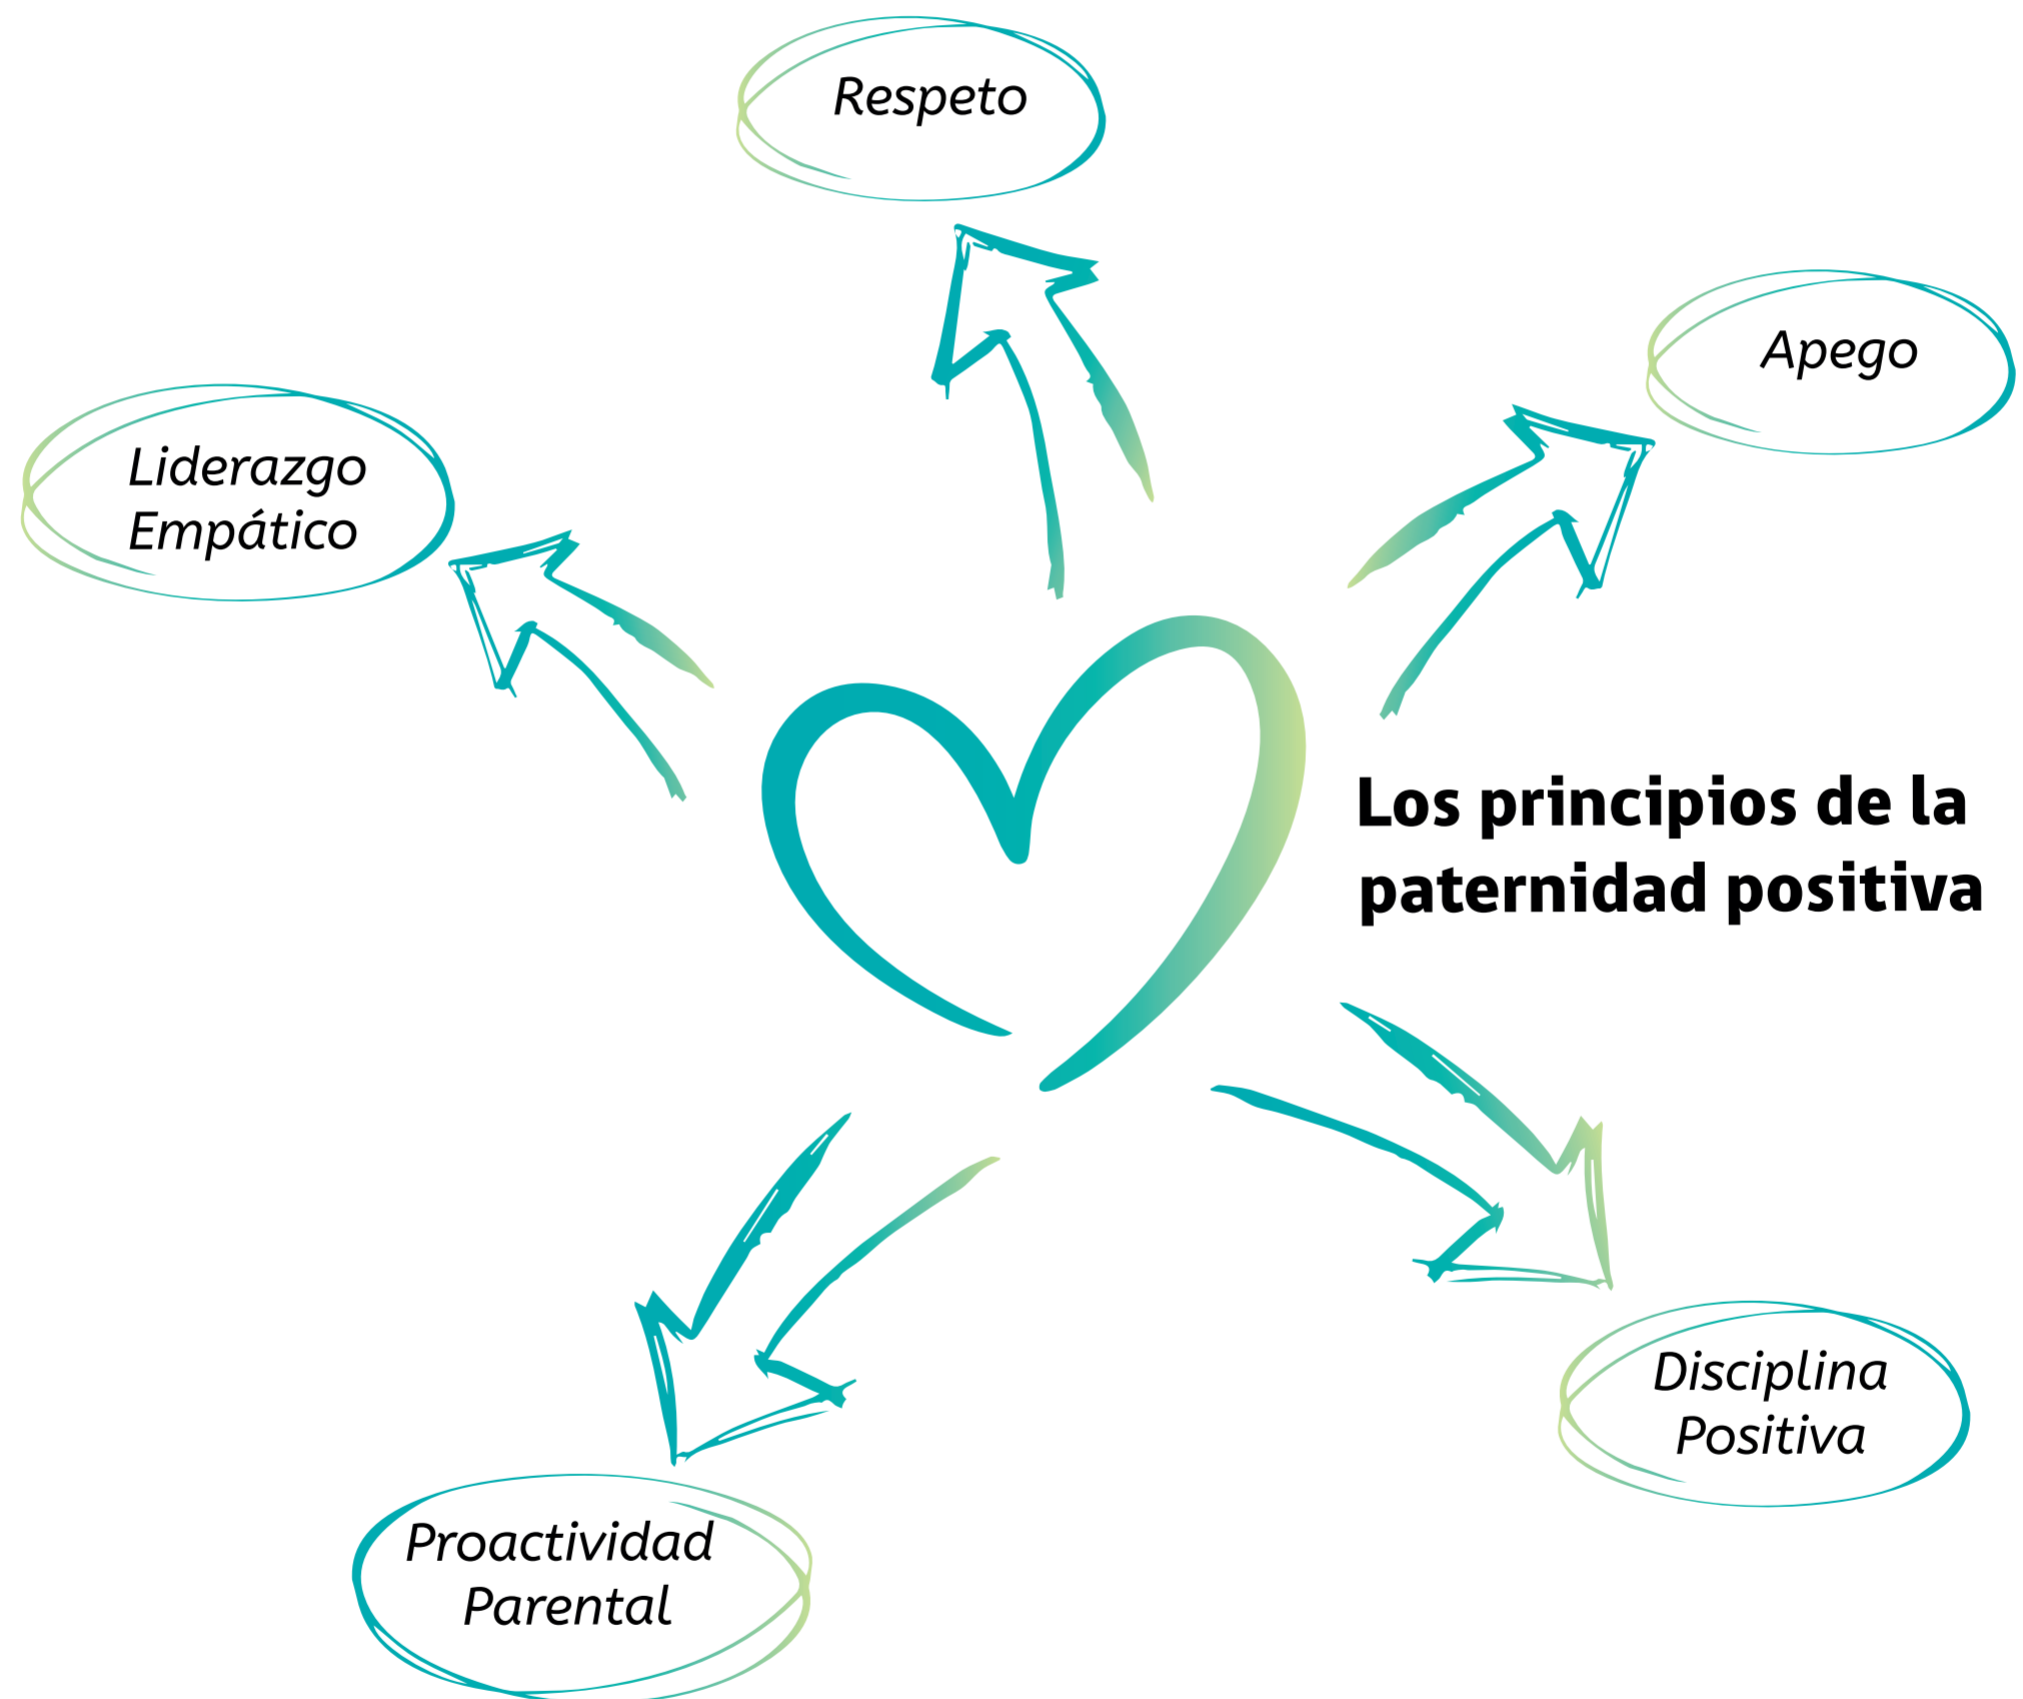 Respeto
Apego
Liderazgo
Empático
Los principios de la
paternidad positiva
Disciplina
Positiva
Proactividad
Parental